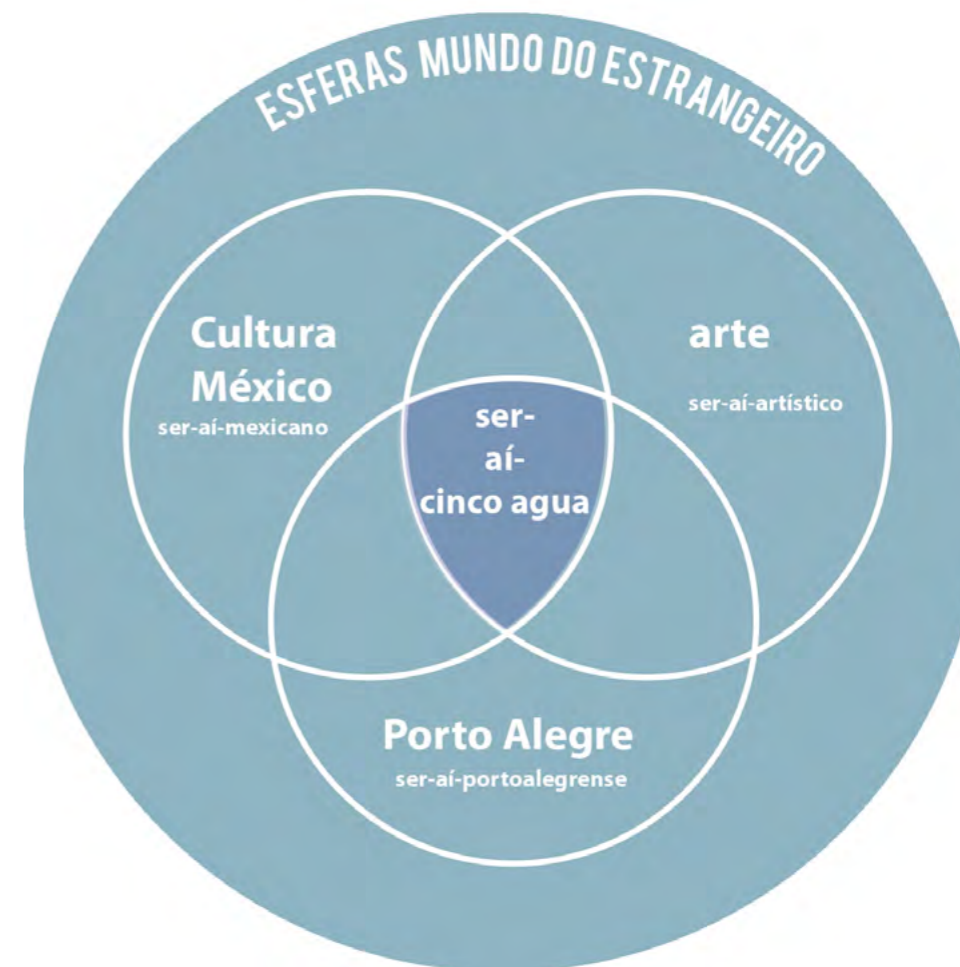 ESFERAS MUNDO DO ESTRANGEIRO
Cultura
México
ser-aí-mexicano
arte
ser-aí-artístico
ser-
aí-
cinco agua
Porto Alegre
ser-aí-portoalegrense